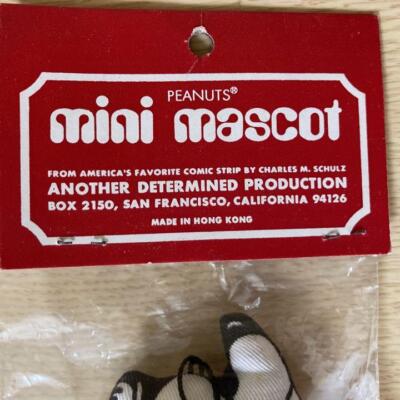 PEANUTS®
mini mascot
FROM AMERICA'S FAVORITE COMIC STRIP BY CHARLES M. SCHULZ
ANOTHER DETERMINED PRODUCTION
BOX 2150, SAN FRANCISCO, CALIFORNIA 94126
MADE IN HONG KONG